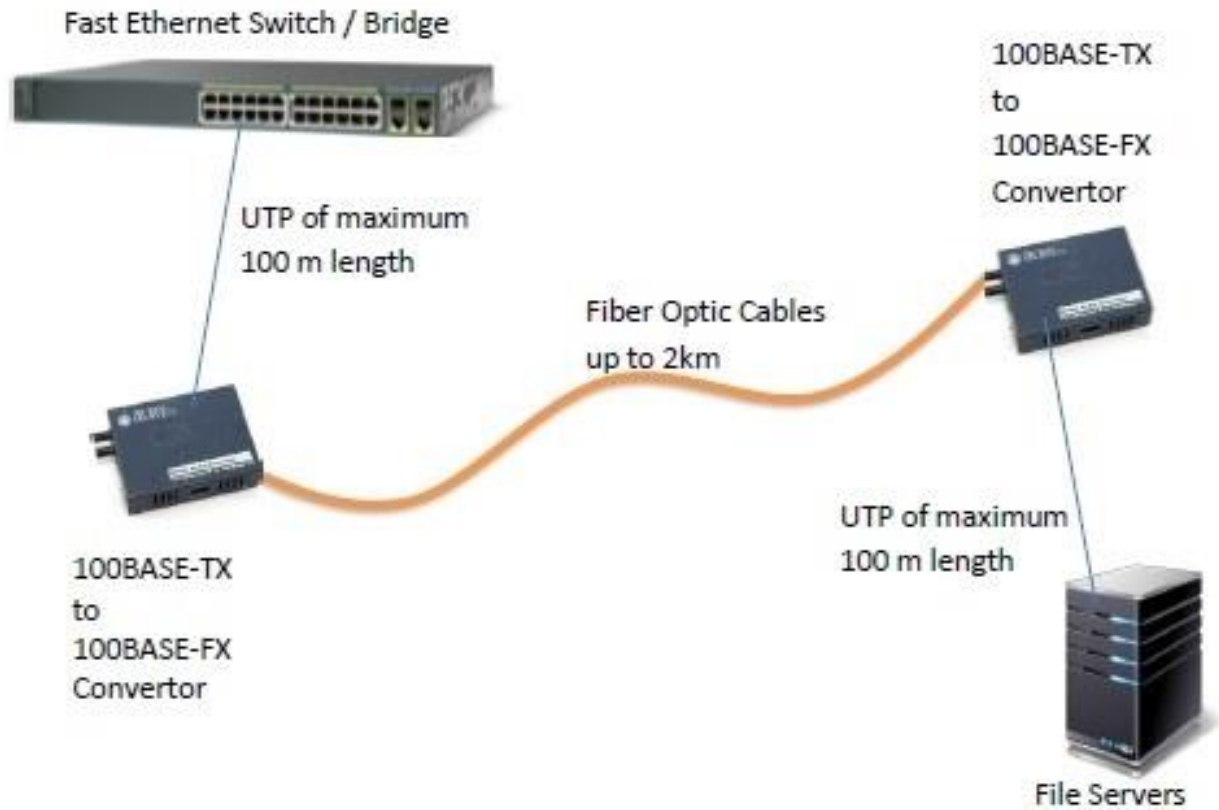 Fast Ethernet Switch / Bridge
100BASE-TX
to
100BASE-FX
Convertor
UTP of maximum
100 m length
Fiber Optic Cables
up to 2km
UTP of maximum
100 m length
100BASE-TX
to
100BASE-FX
Convertor
File Servers